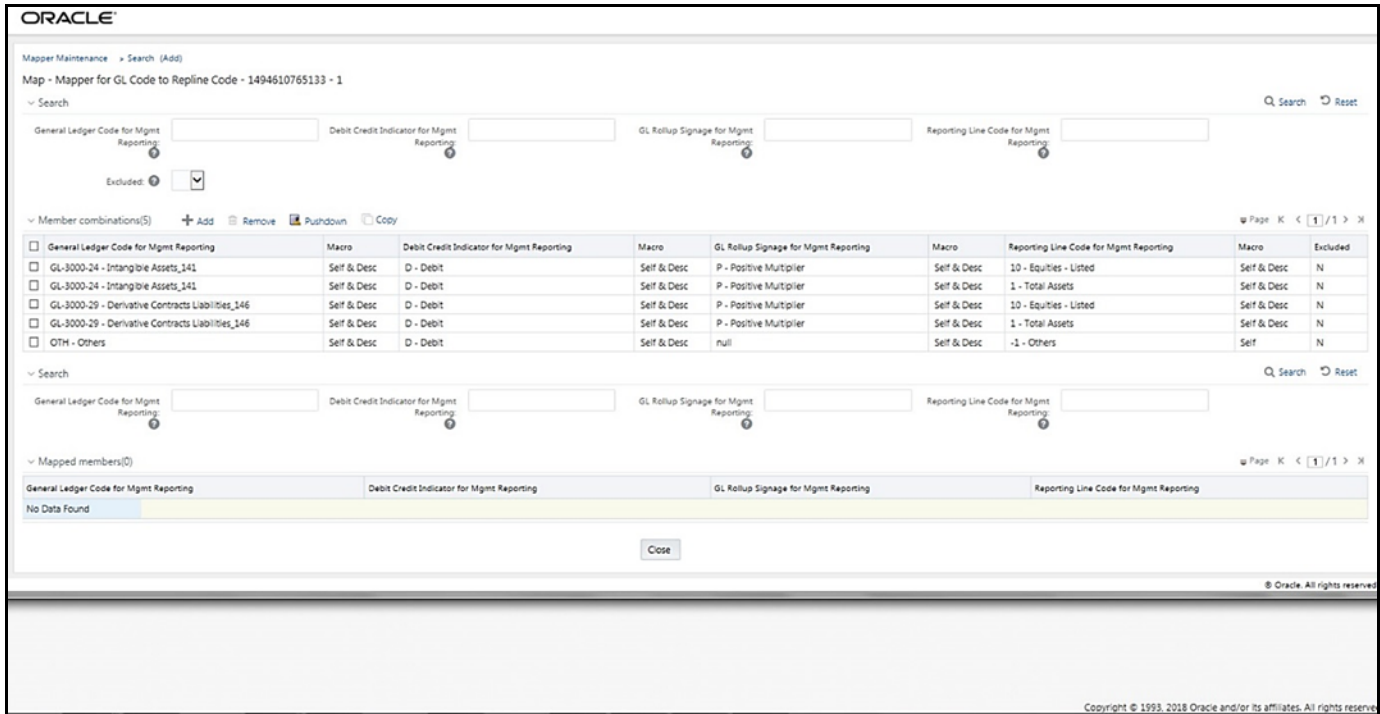 ORACLE
Mapper Maintenance » Search (Add)
Map - Mapper for GL Code to Repline Code - 1494610765133 - 1
Search
Search Reset
General Ledger Code for Mgmt Reporting:
Debit Credit Indicator for Mgmt Reporting:
GL Rollup Signage for Mgmt Reporting:
Reporting Line Code for Mgmt Reporting:
Excluded:
Member combinations(5) Add Remove Pushdown Copy
Page 1 / 1
General Ledger Code for Mgmt Reporting Macro Debit Credit Indicator for Mgmt Reporting Macro GL Rollup Signage for Mgmt Reporting Macro Reporting Line Code for Mgmt Reporting Macro Excluded
GL-3000-24 - Intangible Assets_141 Self & Desc D - Debit Self & Desc P - Positive Multiplier Self & Desc 10 - Equities - Listed Self & Desc N
GL-3000-24 - Intangible Assets_141 Self & Desc D - Debit Self & Desc P - Positive Multiplier Self & Desc 1 - Total Assets Self & Desc N
GL-3000-29 - Derivative Contracts Liabilities_146 Self & Desc D - Debit Self & Desc P - Positive Multiplier Self & Desc 10 - Equities - Listed Self & Desc N
GL-3000-29 - Derivative Contracts Liabilities_146 Self & Desc D - Debit Self & Desc P - Positive Multiplier Self & Desc 1 - Total Assets Self & Desc N
OTH - Others Self & Desc D - Debit Self & Desc null Self & Desc -1 - Others Self N
Search
Search Reset
General Ledger Code for Mgmt Reporting:
Debit Credit Indicator for Mgmt Reporting:
GL Rollup Signage for Mgmt Reporting:
Reporting Line Code for Mgmt Reporting:
Mapped members(0)
Page 1 / 1
General Ledger Code for Mgmt Reporting Debit Credit Indicator for Mgmt Reporting GL Rollup Signage for Mgmt Reporting Reporting Line Code for Mgmt Reporting
No Data Found
Close
® Oracle. All rights reserved
Copyright © 1993, 2018 Oracle and/or its affiliates. All rights reserve